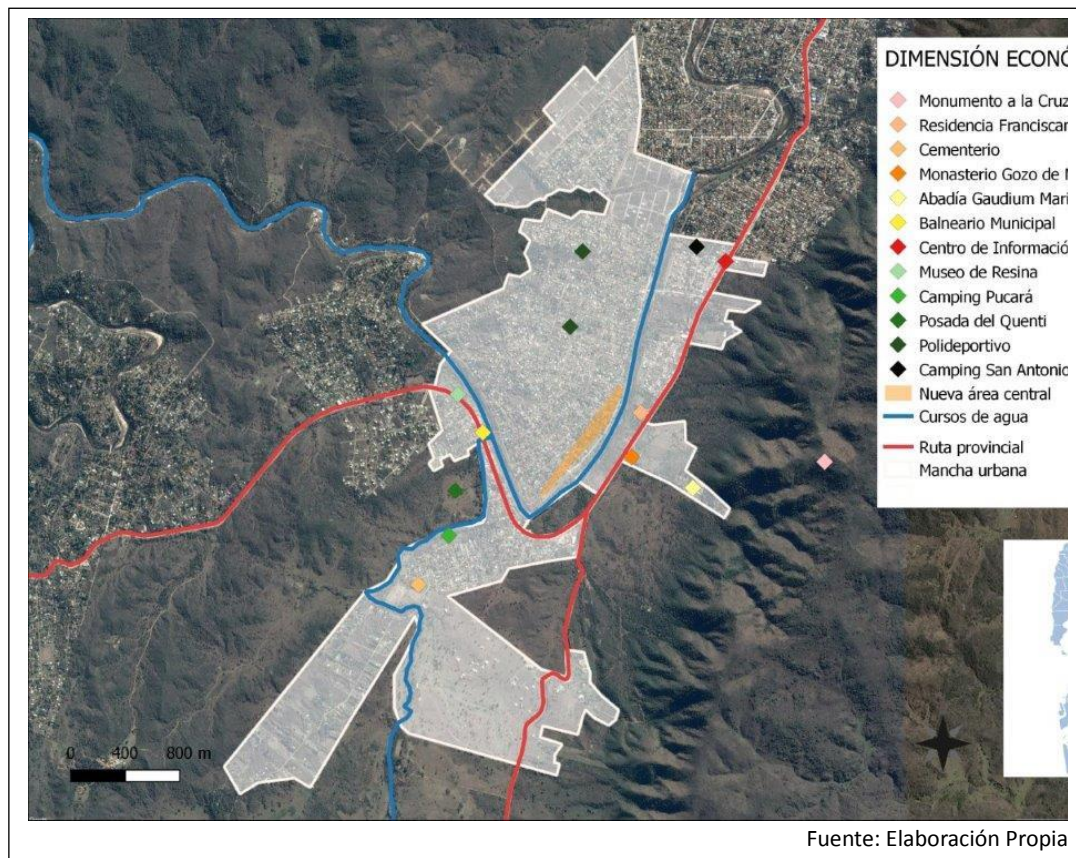 DIMENSIÓN ECONÓ
Monumento a la Cruz
Residencia Franciscan
Cementerio
Monasterio Gozo de M
Abadía Gaudium Mari
Balneario Municipal
Centro de Informació
Museo de Resina
Camping Pucará
Posada del Quenti
Polideportivo
Camping San Antonio
Nueva área central
Cursos de agua
Ruta provincial
Mancha urbana
0 400 800 m
Fuente: Elaboración Propia